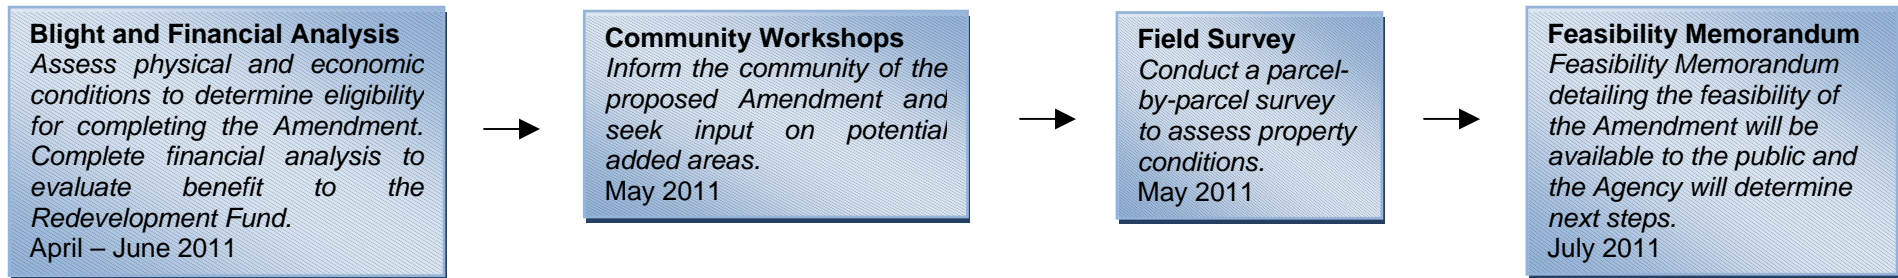 Blight and Financial Analysis
Assess physical and economic
conditions to determine eligibility
for completing the Amendment.
Complete financial analysis to
evaluate benefit to the
Redevelopment Fund.
April – June 2011
Community Workshops
Inform the community of the
proposed Amendment and
seek input on potential
added areas.
May 2011
Field Survey
Conduct a parcel-
by-parcel survey
to assess property
conditions.
May 2011
Feasibility Memorandum
Feasibility Memorandum
detailing the feasibility of
the Amendment will be
available to the public and
the Agency will determine
next steps.
July 2011